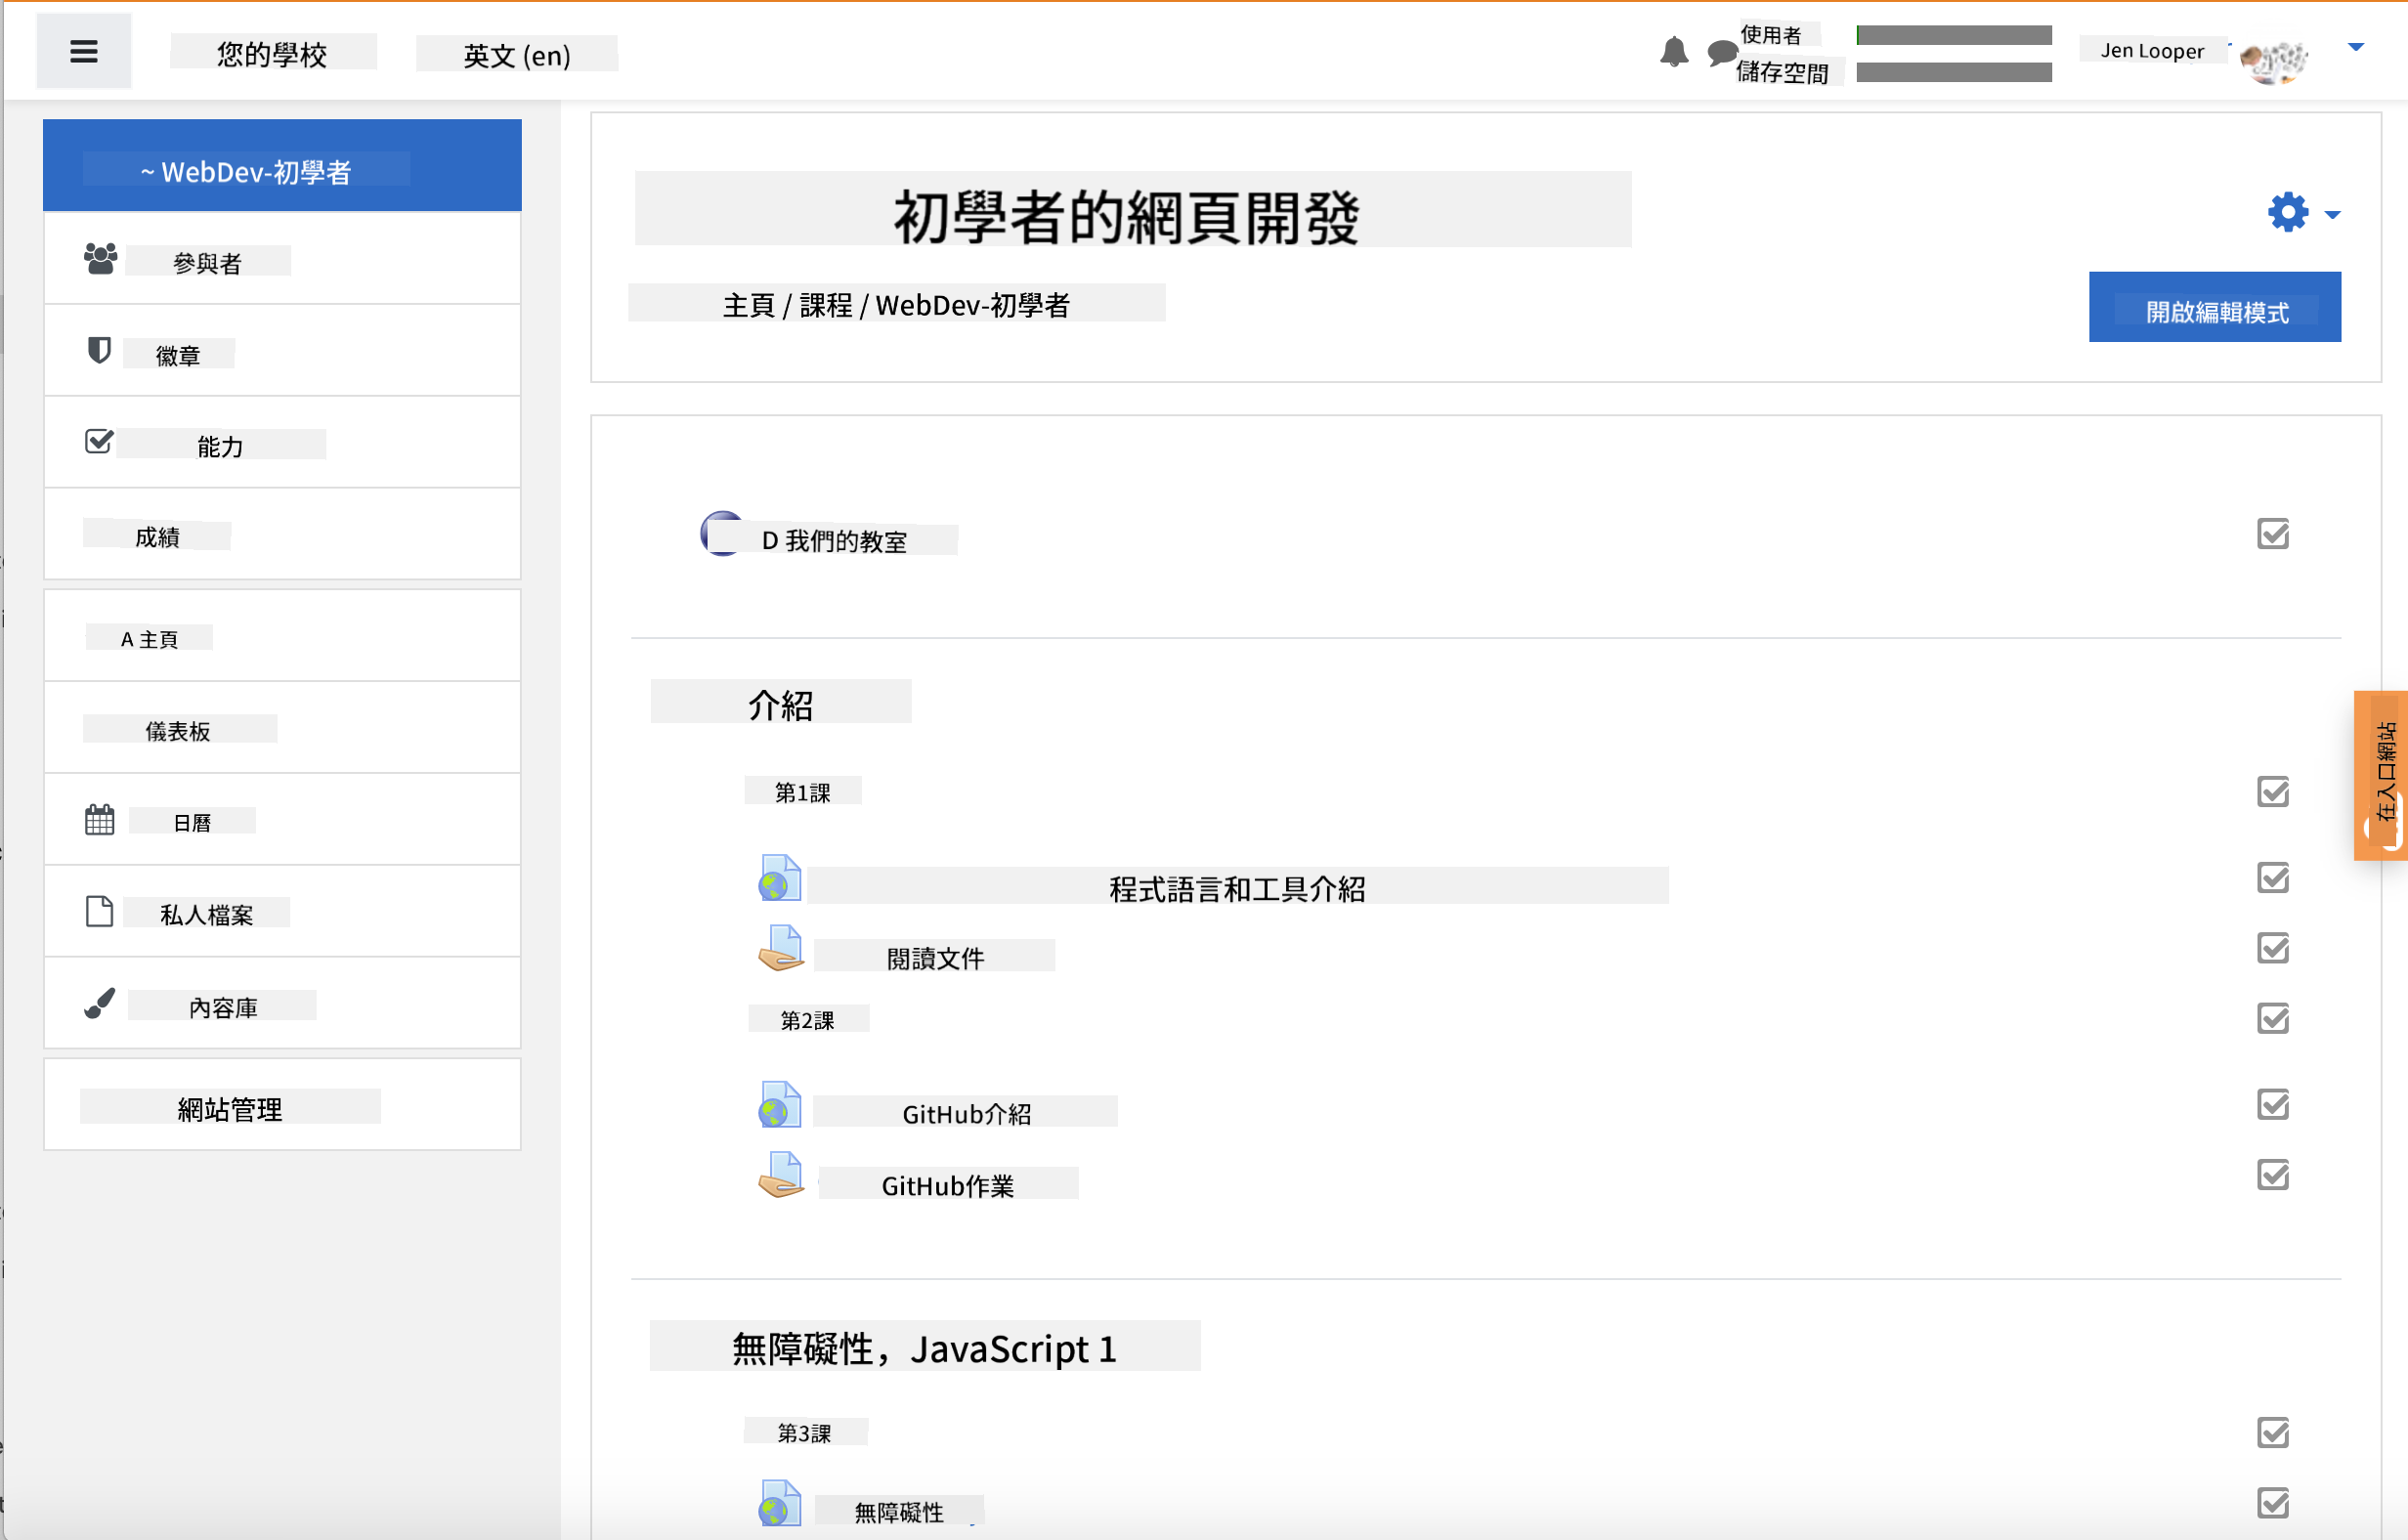 您的學校
英文 (en)
使用者
儲存空間
Jen Looper
~ WebDev-初學者
參與者
徽章
能力
成績
A 主頁
儀表板
日曆
私人檔案
內容庫
網站管理
初學者的網頁開發
主頁 / 課程 / WebDev-初學者
開啟編輯模式
D 我們的教室
介紹
第1課
程式語言和工具介紹
閱讀文件
第2課
GitHub介紹
GitHub作業
無障礙性，JavaScript 1
第3課
無障礙性
在入口網站